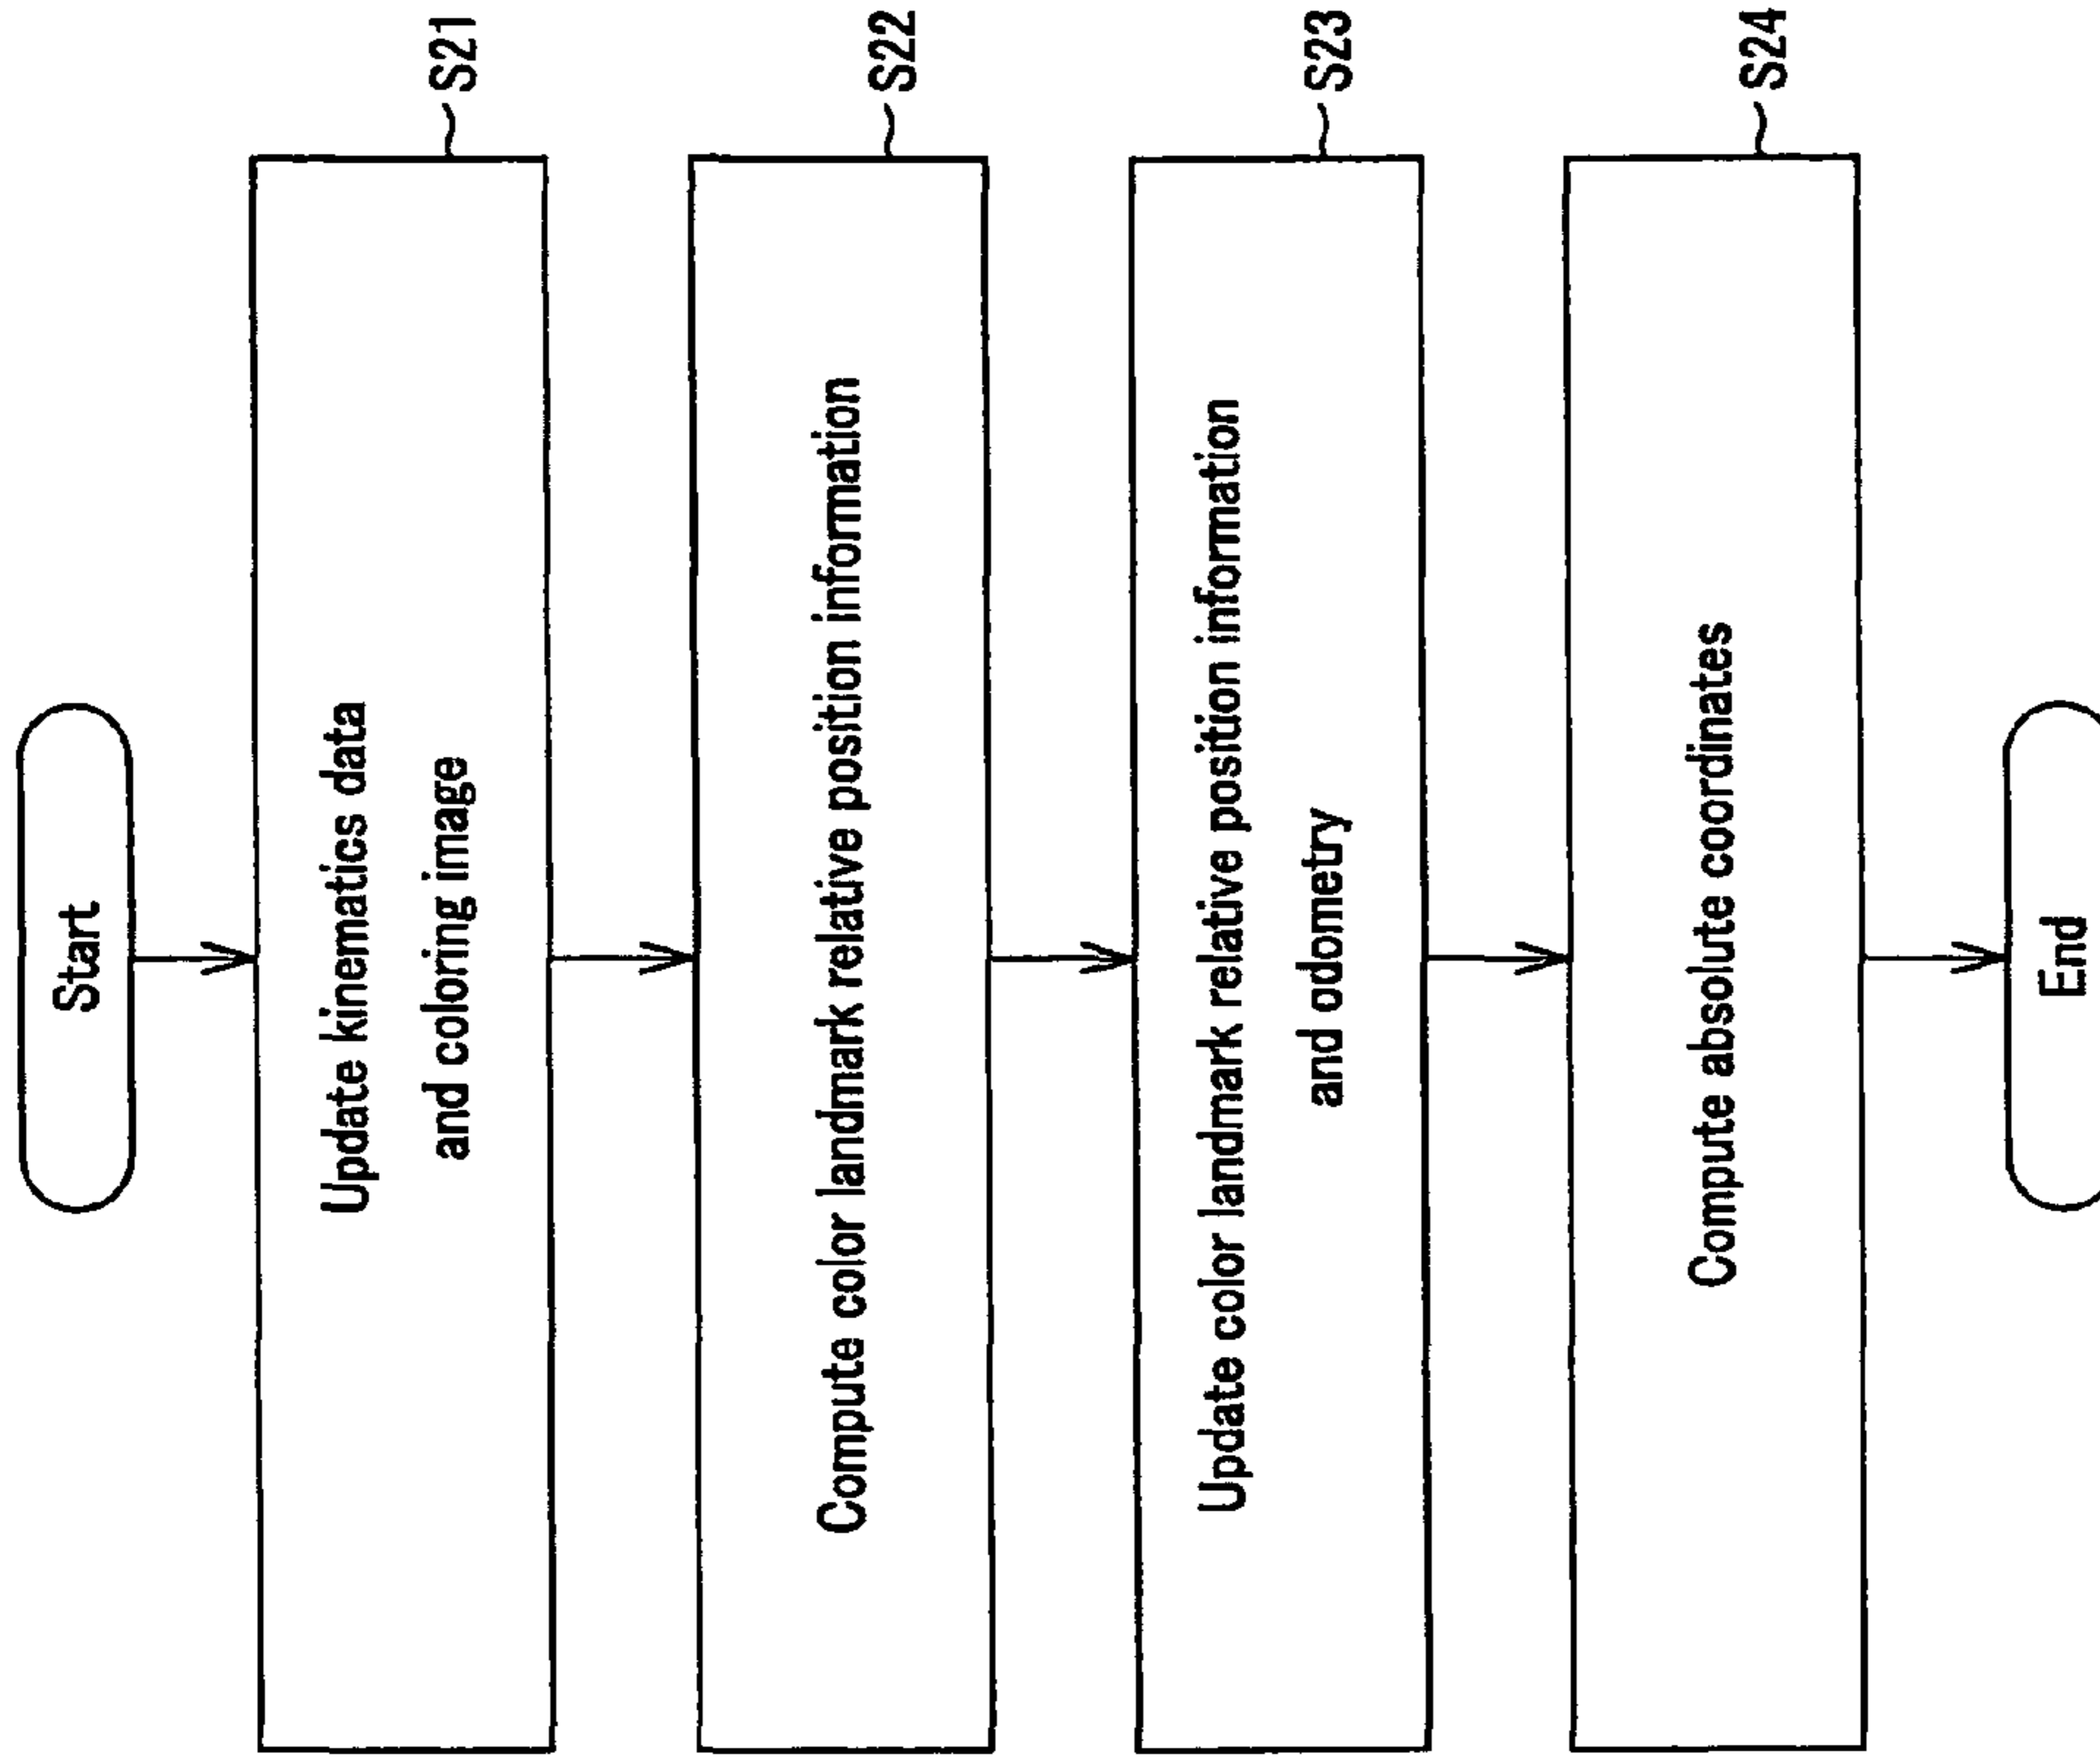 Start
Update kinematics data
and coloring image
S21
Compute color landmark relative position information
S22
Update color landmark relative position information
and odometry
S23
Compute absolute coordinates
S24
End